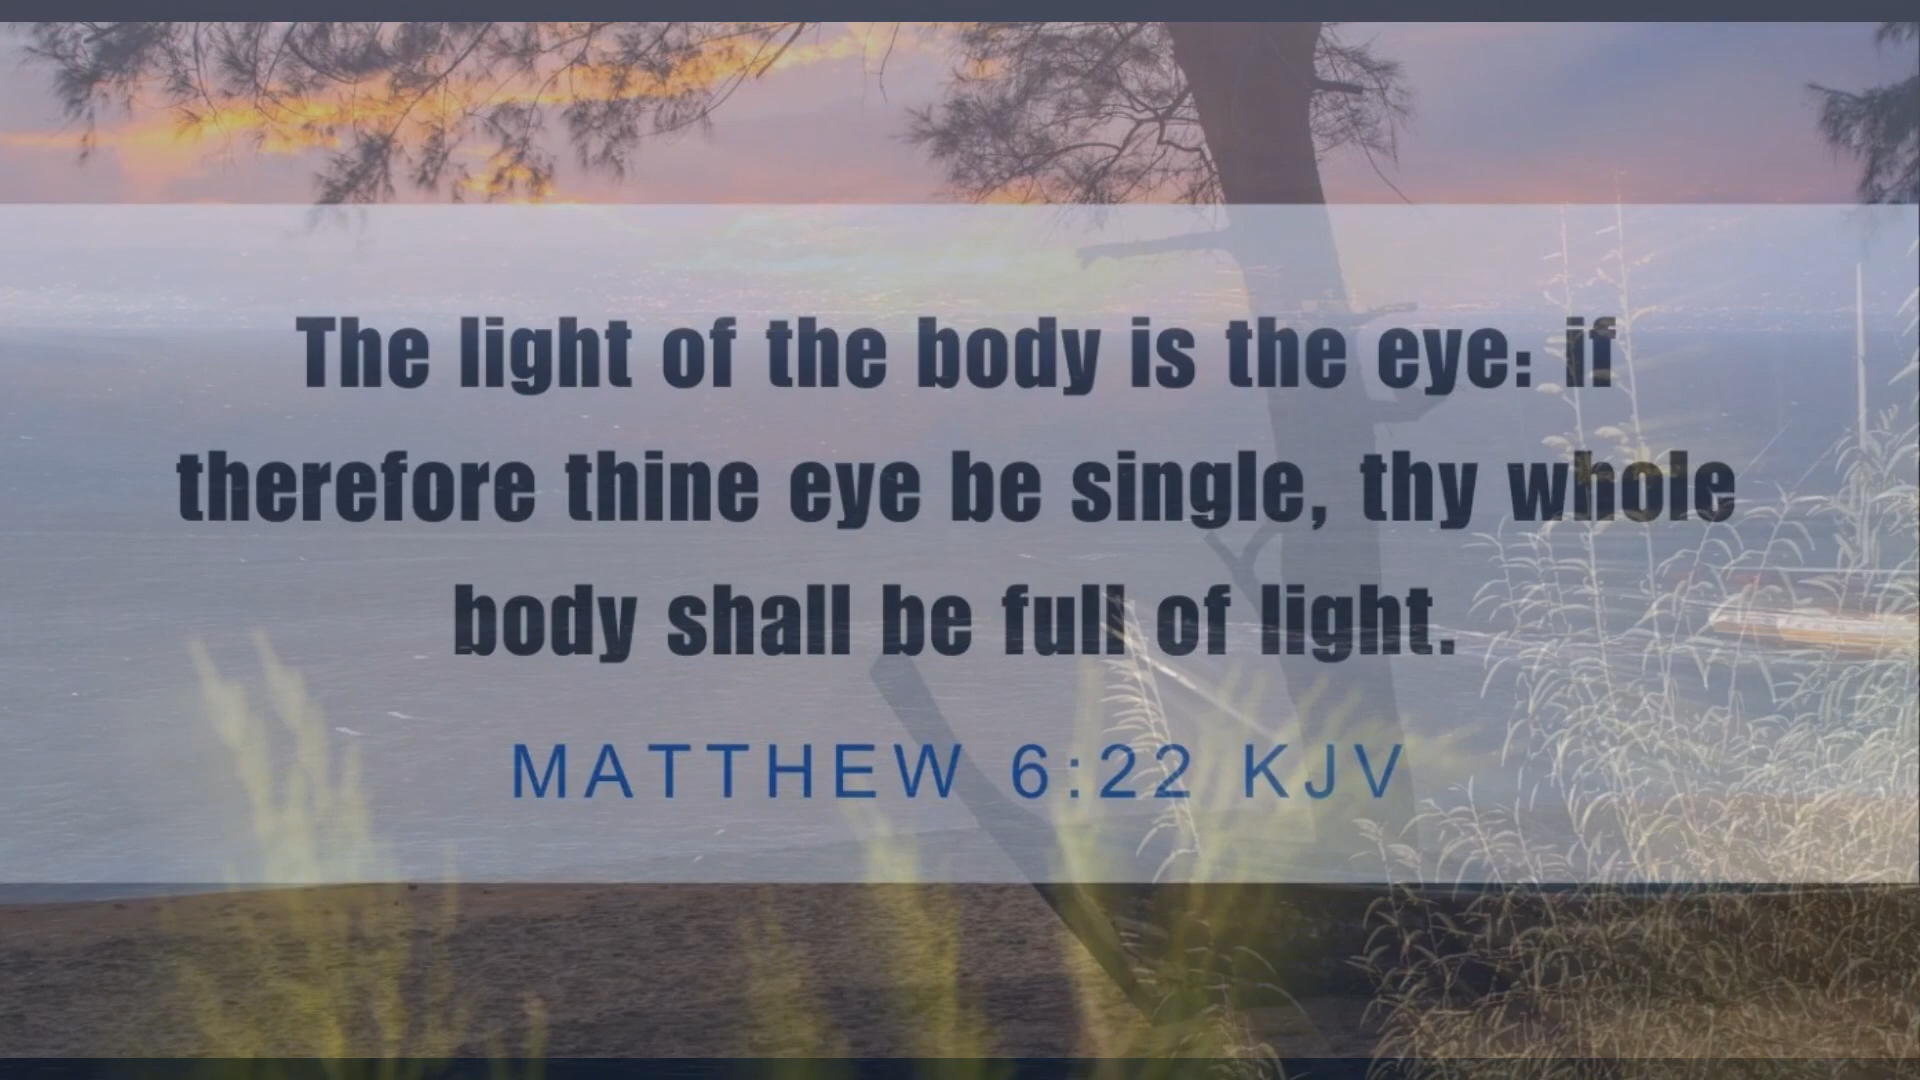 The light of the body is the eye: if
therefore thine eye be single, thy whole
body shall be full of light.
MATTHEW 6:22 KJV